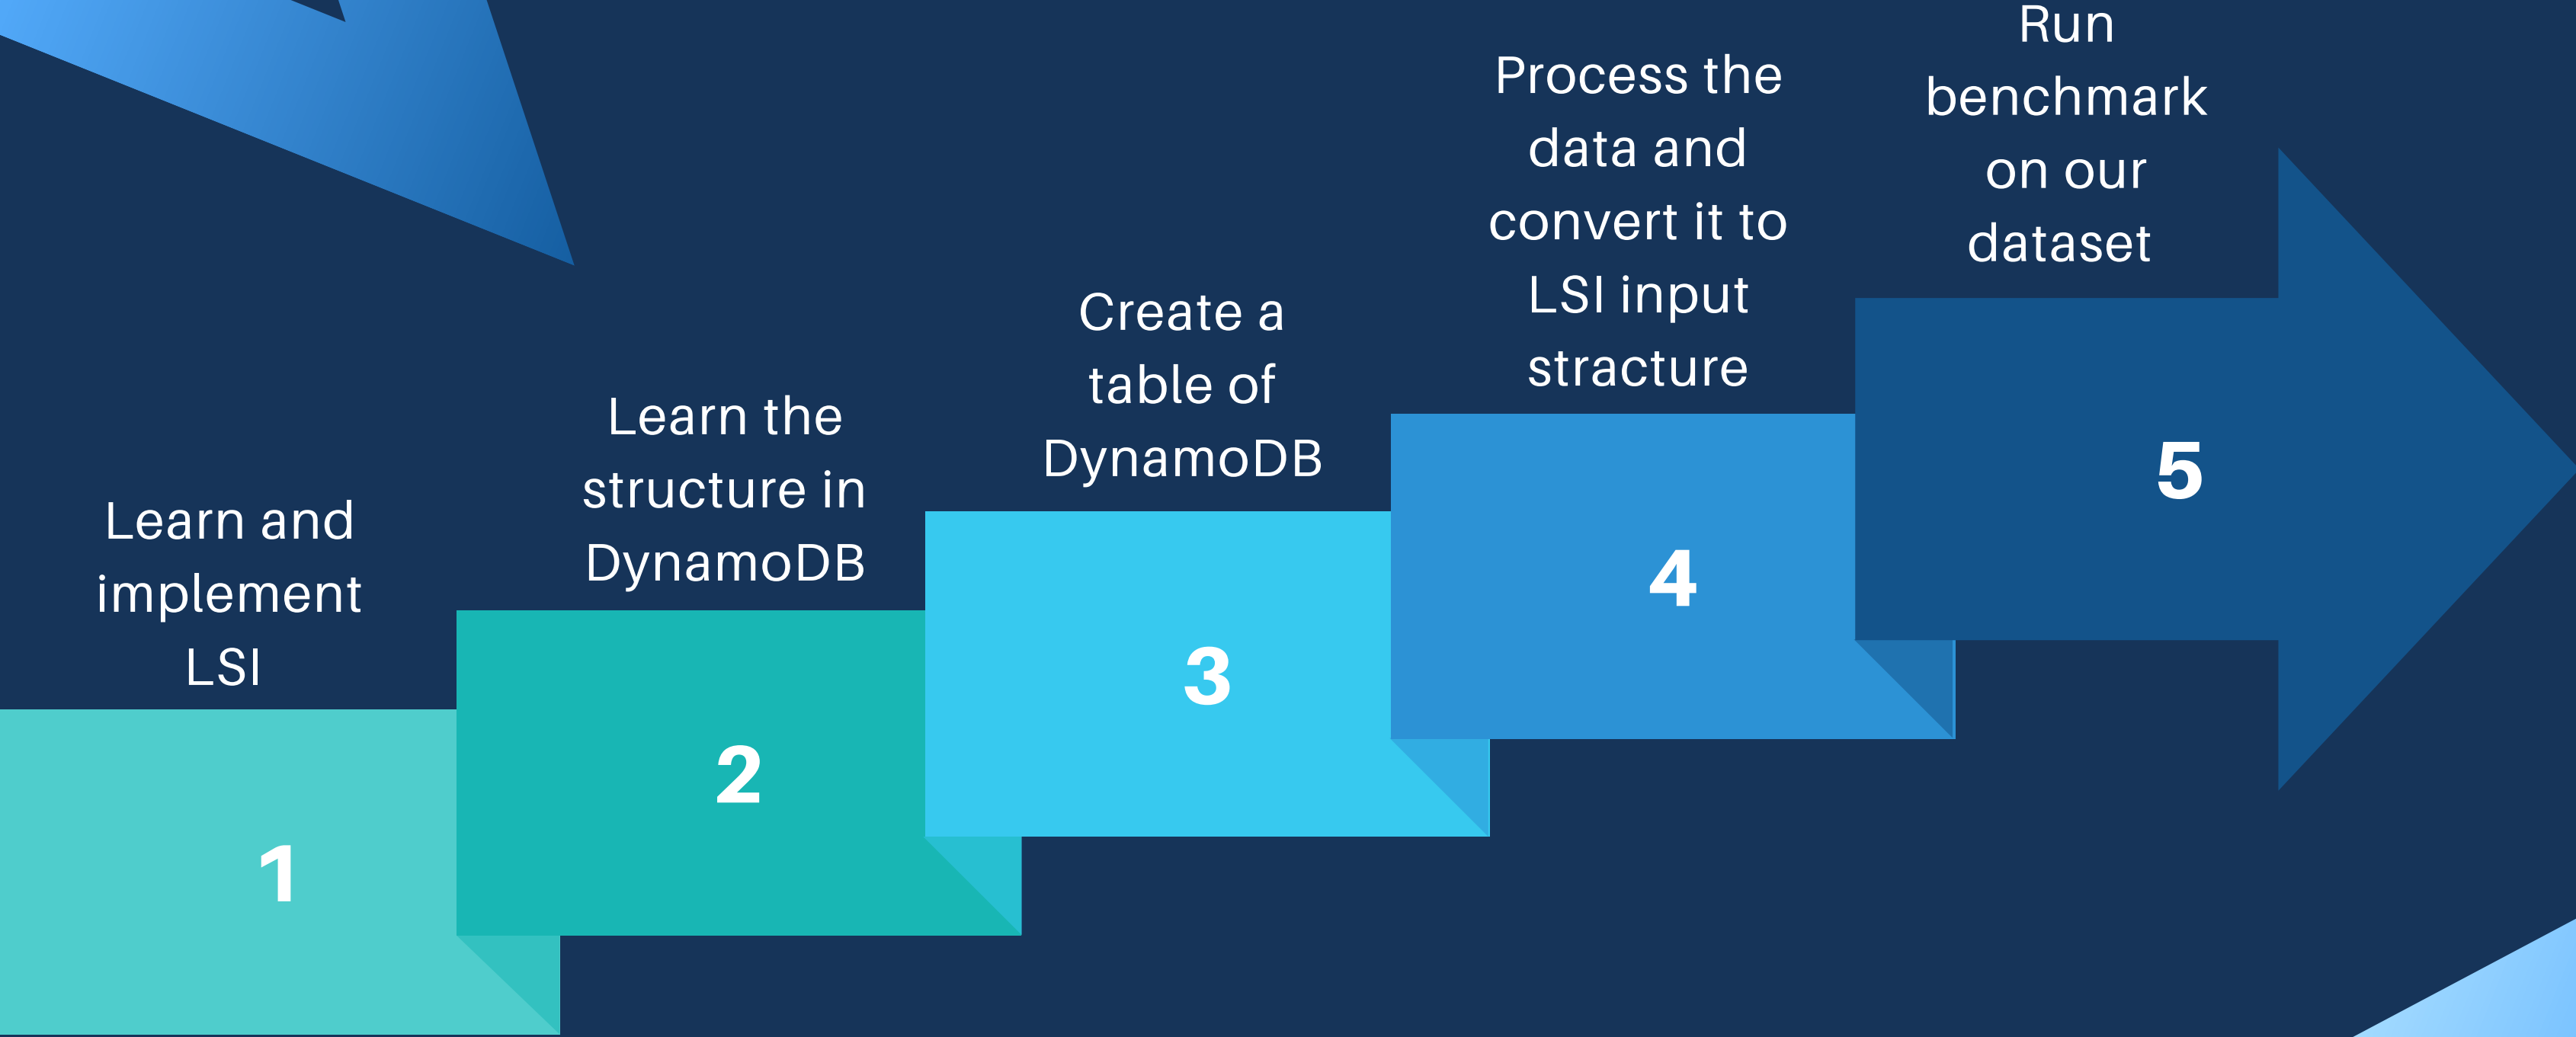 Learn and
implement
LSI
1
Learn the
structure in
DynamoDB
2
Create a
table of
DynamoDB
3
Process the
data and
convert it to
LSI input
stracture
4
Run
benchmark
on our
dataset
5